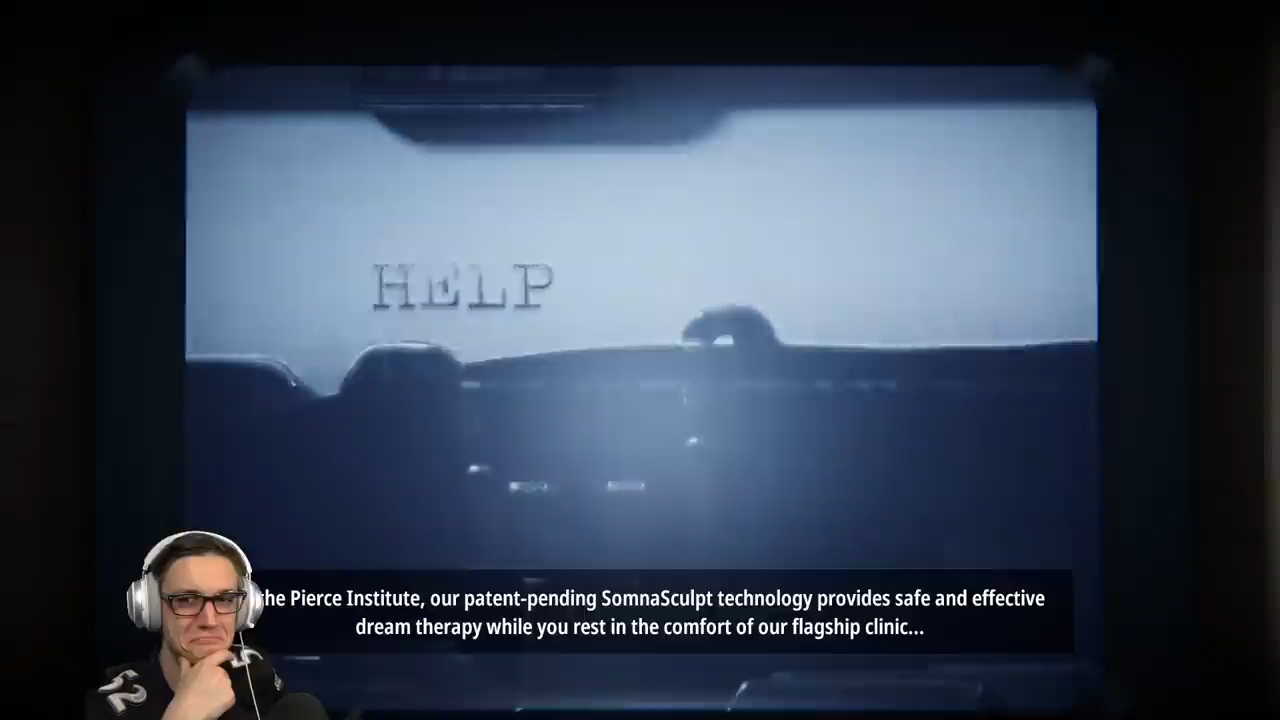 HELP
the Pierce Institute, our patent-pending SomnaSculpt technology provides safe and effective
dream therapy while you rest in the comfort of our flagship clinic...